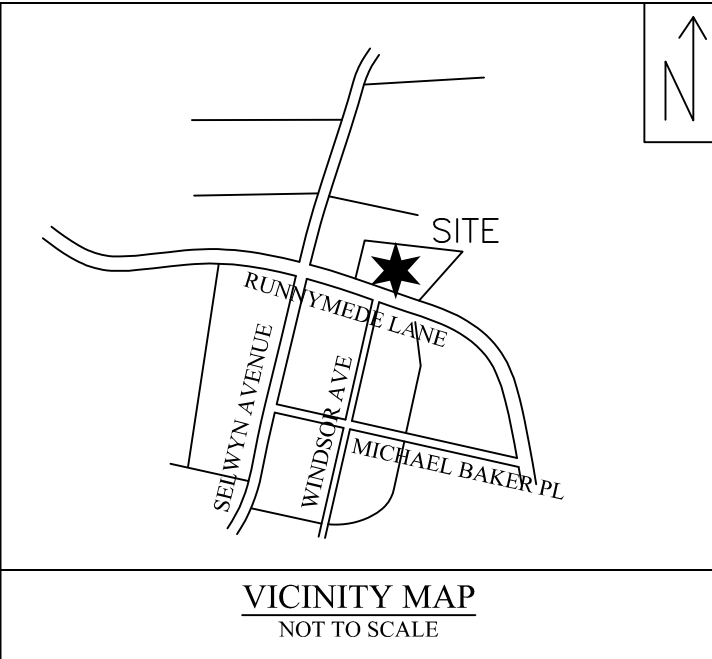 N
SITE
RUNNYMEDE LANE
SELWYN AVENUE
WINDSOR AVE
MICHAEL BAKER PL
VICINITY MAP
NOT TO SCALE